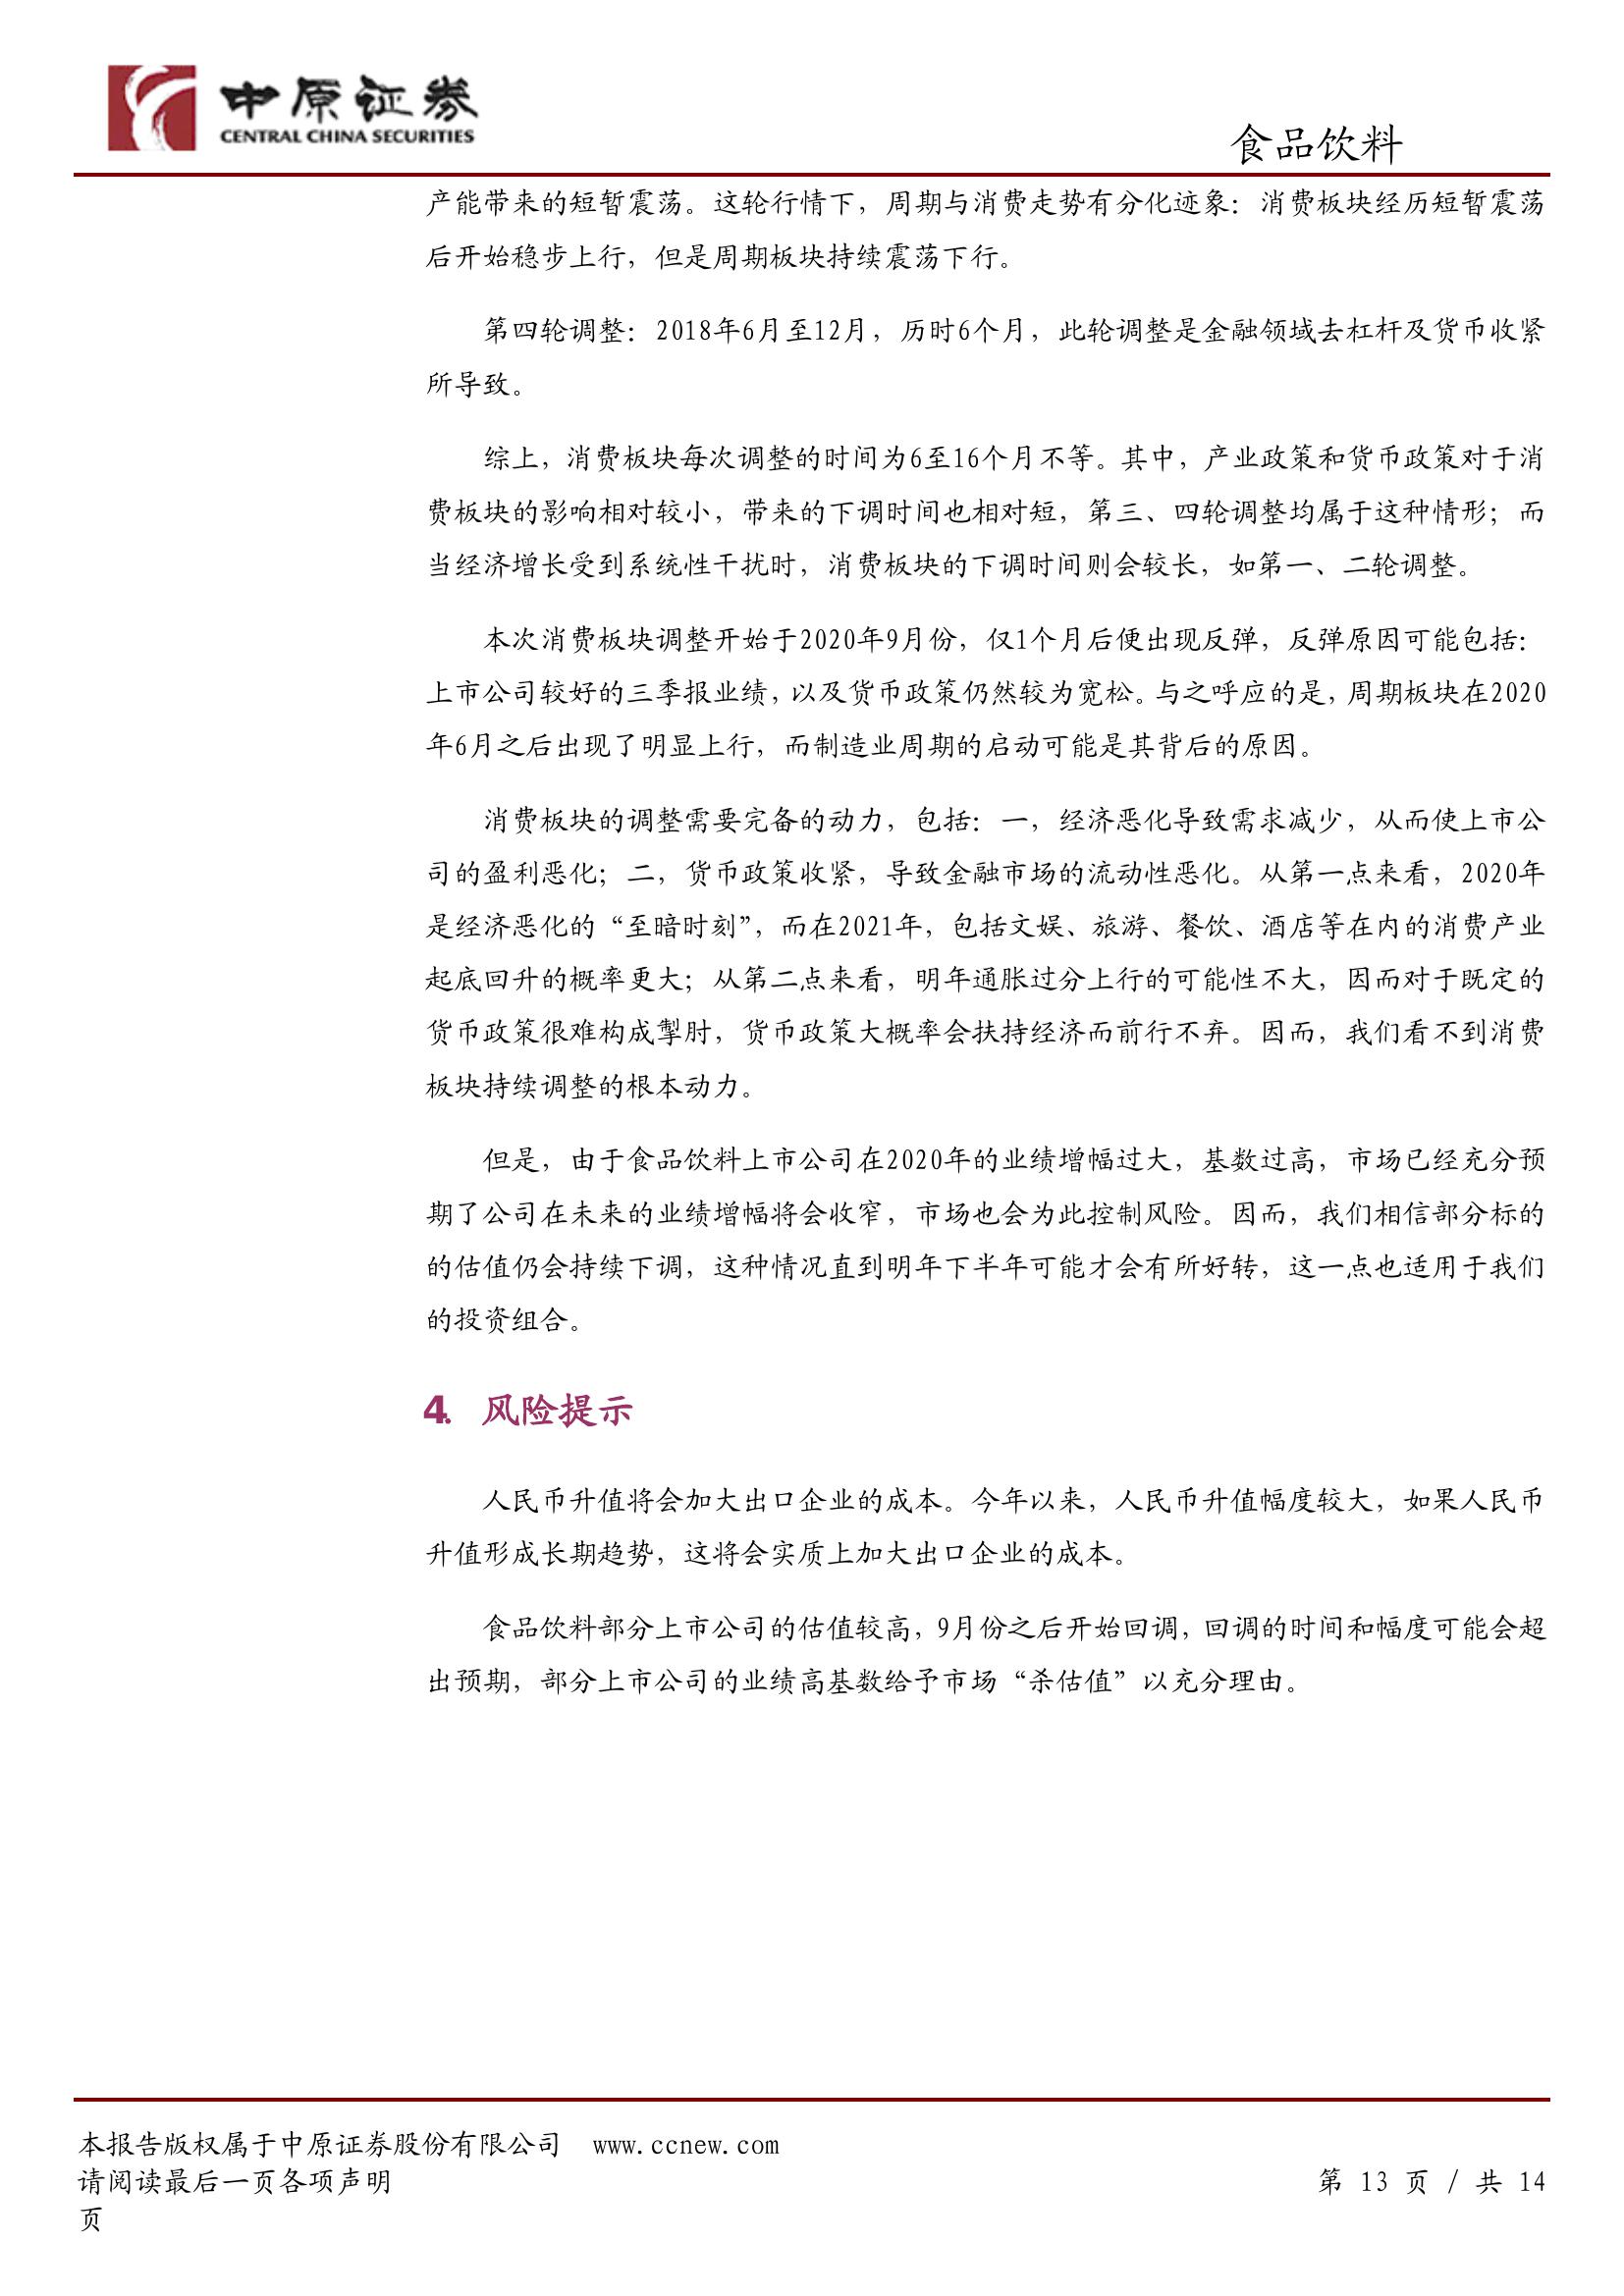 中原证券
CENTRAL CHINA SECURITIES
食品饮料
产能带来的短暂震荡。这轮行情下，周期与消费走势有分化迹象：消费板块经历短暂震荡
后开始稳步上行，但是周期板块持续震荡下行。
第四轮调整：2018年6月至12月，历时6个月，此轮调整是金融领域去杠杆及货币收紧
所导致。
综上，消费板块每次调整的时间为6至16个月不等。其中，产业政策和货币政策对于消
费板块的影响相对较小，带来的下调时间也相对短，第三、四轮调整均属于这种情形；而
当经济增长受到系统性干扰时，消费板块的下调时间则会较长，如第一、二轮调整。
本次消费板块调整开始于2020年9月份，仅1个月后便出现反弹，反弹原因可能包括：
上市公司较好的三季报业绩，以及货币政策仍然较为宽松。与之呼应的是，周期板块在2020
年6月之后出现了明显上行，而制造业周期的启动可能是其背后的原因。
消费板块的调整需要完备的动力，包括：一，经济恶化导致需求减少，从而使上市公
司的盈利恶化；二，货币政策收紧，导致金融市场的流动性恶化。从第一点来看，2020年
是经济恶化的“至暗时刻”，而在2021年，包括文娱、旅游、餐饮、酒店等在内的消费产业
起底回升的概率更大；从第二点来看，明年通胀过分上行的可能性不大，因而对于既定的
货币政策很难构成掣肘，货币政策大概率会扶持经济而前行不弃。因而，我们看不到消费
板块持续调整的根本动力。
但是，由于食品饮料上市公司在2020年的业绩增幅过大，基数过高，市场已经充分预
期了公司在未来的业绩增幅将会收窄，市场也会为此控制风险。因而，我们相信部分标的
的估值仍会持续下调，这种情况直到明年下半年可能才会有所好转，这一点也适用于我们
的投资组合。
4. 风险提示
人民币升值将会加大出口企业的成本。今年以来，人民币升值幅度较大，如果人民币
升值形成长期趋势，这将会实质上加大出口企业的成本。
食品饮料部分上市公司的估值较高，9月份之后开始回调，回调的时间和幅度可能会超
出预期，部分上市公司的业绩高基数给予市场“杀估值”以充分理由。
本报告版权属于中原证券股份有限公司 www.ccnew.com
请阅读最后一页各项声明 第 13 页 / 共 14
页